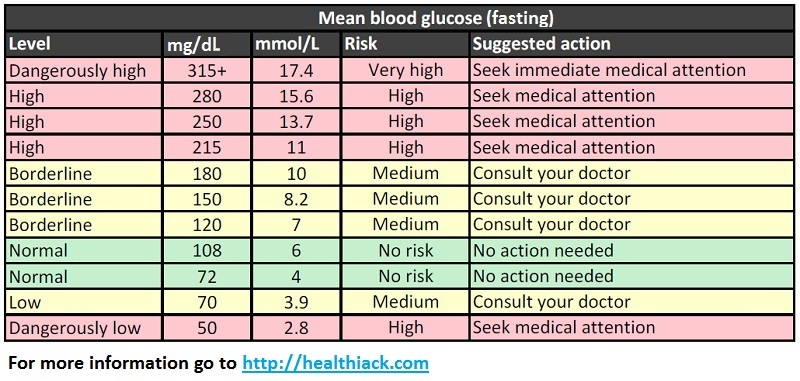 Mean blood glucose (fasting)
Level mg/dL mmol/L Risk Suggested action
Dangerously high 315+ 17.4 Very high Seek immediate medical attention
High 280 15.6 High Seek medical attention
High 250 13.7 High Seek medical attention
High 215 11 High Seek medical attention
Borderline 180 10 Medium Consult your doctor
Borderline 150 8.2 Medium Consult your doctor
Borderline 120 7 Medium Consult your doctor
Normal 108 6 No risk No action needed
Normal 72 4 No risk No action needed
Low 70 3.9 Medium Consult your doctor
Dangerously low 50 2.8 High Seek medical attention
For more information go to http://healthiack.com